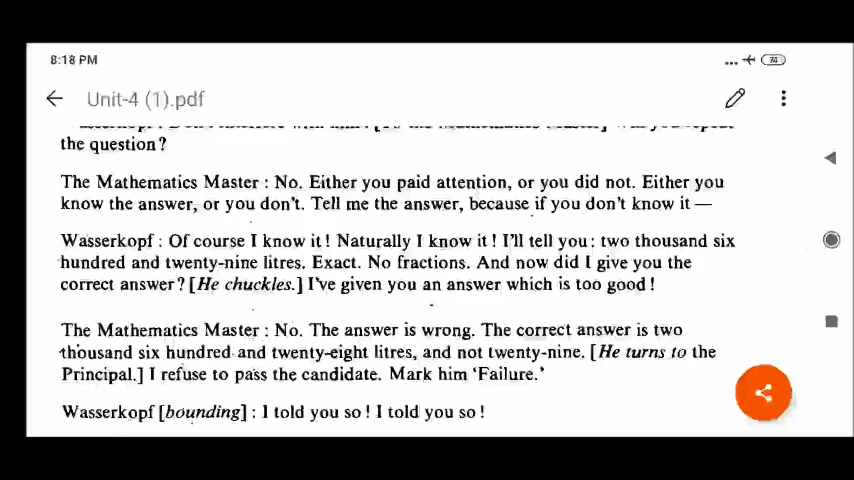 8:18 PM
... 74
Unit-4 (1).pdf
the question?
The Mathematics Master : No. Either you paid attention, or you did not. Either you
know the answer, or you don't. Tell me the answer, because if you don't know it —
Wasserkopf : Of course I know it! Naturally I know it! I'll tell you: two thousand six
hundred and twenty-nine litres. Exact. No fractions. And now did I give you the
correct answer? [He chuckles.] I've given you an answer which is too good!
The Mathematics Master : No. The answer is wrong. The correct answer is two
thousand six hundred and twenty-eight litres, and not twenty-nine. [He turns to the
Principal.] I refuse to pass the candidate. Mark him 'Failure.'
Wasserkopf [bounding] : I told you so! I told you so!